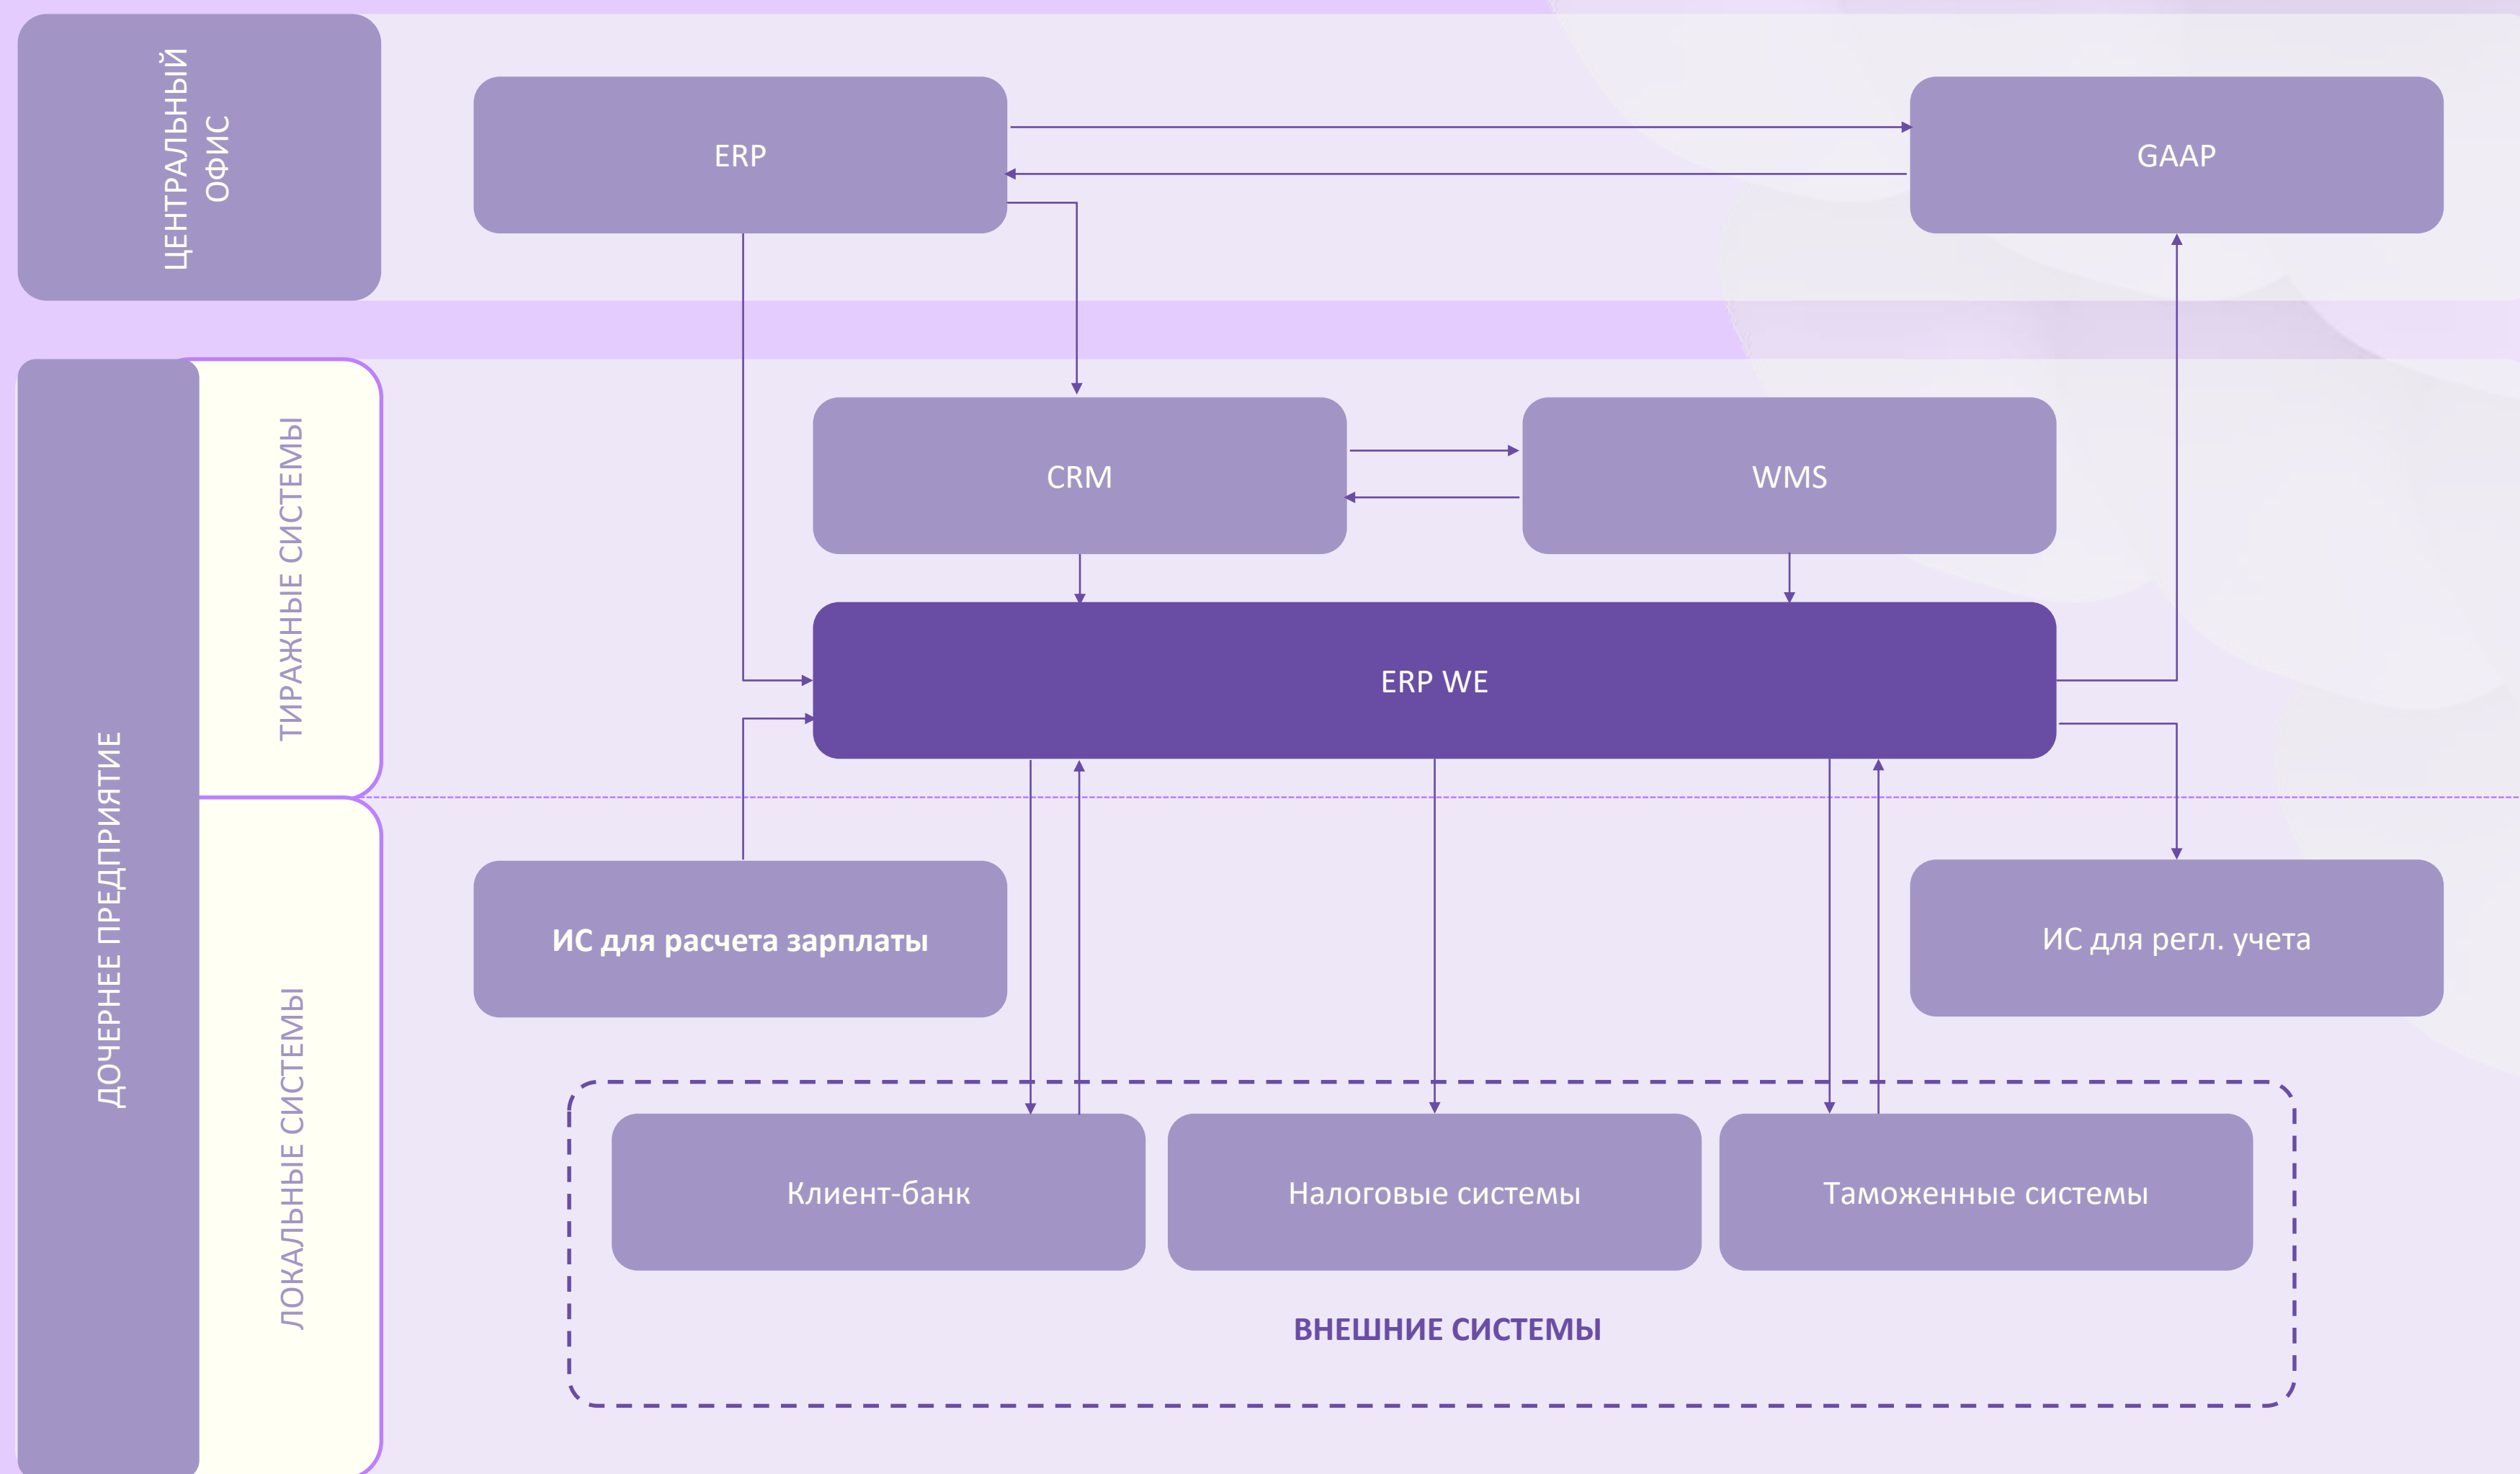 ЦЕНТРАЛЬНЫЙ
ОФИС
ERP
GAAP
ДОЧЕРНЕЕ ПРЕДПРИЯТИЕ
ТИРАЖНЫЕ СИСТЕМЫ
CRM
WMS
ERP WE
ЛОКАЛЬНЫЕ СИСТЕМЫ
ИС для расчета зарплаты
ИС для регл. учета
Клиент-банк
Налоговые системы
Таможенные системы
ВНЕШНИЕ СИСТЕМЫ